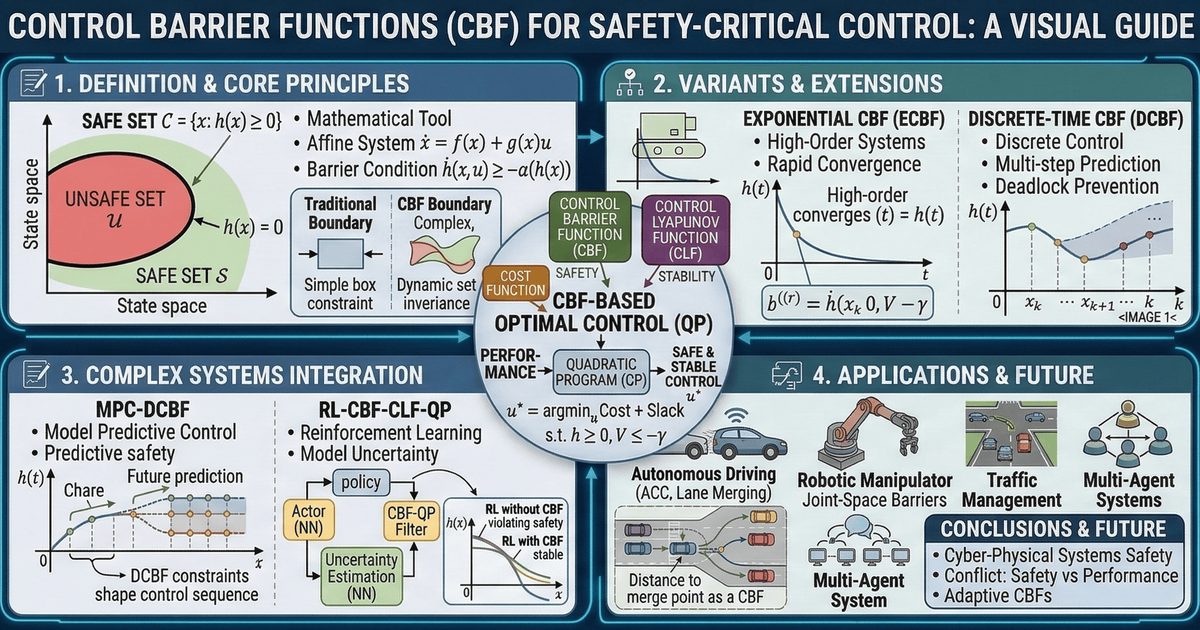 CONTROL BARRIER FUNCTIONS (CBF) FOR SAFETY-CRITICAL CONTROL: A VISUAL GUIDE
1. DEFINITION & CORE PRINCIPLES
SAFE SET C = {x: h(x) ≥ 0}
State space
UNSAFE SET
u
h(x) = 0
SAFE SET S
State space
• Mathematical Tool
• Affine System ẋ = f(x) + g(x)u
• Barrier Condition ḣ(x, u) ≥ −a(h(x))
Traditional
Boundary
Simple box
constraint
CBF Boundary
Complex,
Dynamic set
inveriance
2. VARIANTS & EXTENSIONS
EXPONENTIAL CBF (ECBF)
• High-Order Systems
• Rapid Convergence
h(t)
High-order
converges (t) = h(t)
0
t
b^((r)) = ḣ(x_k 0, V − γ
DISCRETE-TIME CBF (DCBF)
• Discrete Control
• Multi-step Prediction
• Deadlock Prevention
h(t)
...
0
x_k
... x_k+1 ... k
k
<IMAGE 1<
CONTROL
BARRIER
FUNCTION
(CBF)
CONTROL
LYAPUNOV
FUNCTION
(CLF)
COST
FUNCTION
SAFETY
STABILITY
CBF-BASED
OPTIMAL CONTROL (QP)
PERFOR-
MANCE
QUADRATIC
PROGRAM (CP)
SAFE &
STABLE
CONTROL
u*
u* = argmin_u Cost + Slack
s.t. h ≥ 0, V ≤ −γ
3. COMPLEX SYSTEMS INTEGRATION
MPC-DCBF
• Model Predictive Control
• Predictive safety
h(t)
Chare
Future prediction
0
x
DCBF constraints
shape control sequence
RL-CBF-CLF-QP
• Reinforcement Learning
• Model Uncertainty
policy
Actor
(NN)
CBF-QP
Filter
Uncertainty
Estimation
(NN)
h(x)
RL without CBF
violating safety
RL with CBF
stable
0
x
4. APPLICATIONS & FUTURE
Autonomous Driving
(ACC, Lane Merging)
Distance to
merge point as a CBF
Robotic Manipulator
Joint-Space Barriers
Traffic
Management
Multi-Agent
Systems
Multi-Agent
System
CONCLUSIONS & FUTURE
• Cyber-Physical Systems Safety
• Conflict: Safety vs Performance
• Adaptive CBFs